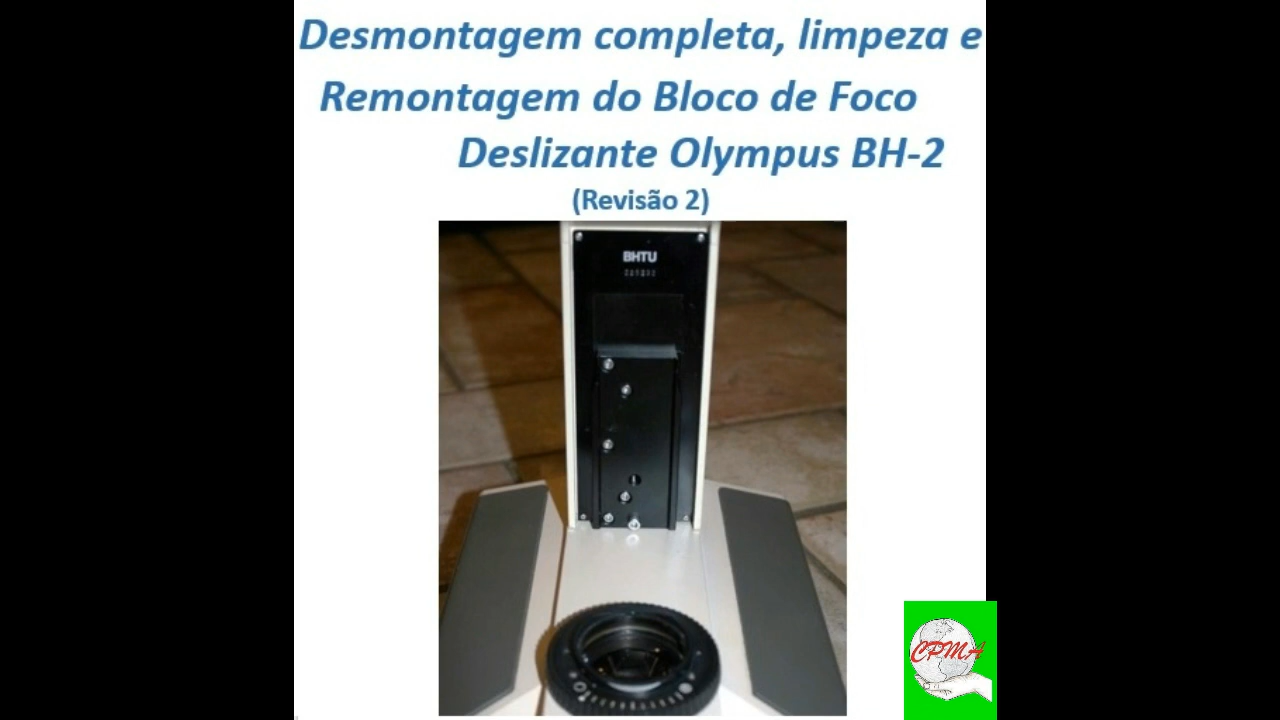 Desmontagem completa, limpeza e
Remontagem do Bloco de Foco
Deslizante Olympus BH-2
(Revisão 2)
BHTU
CPMA